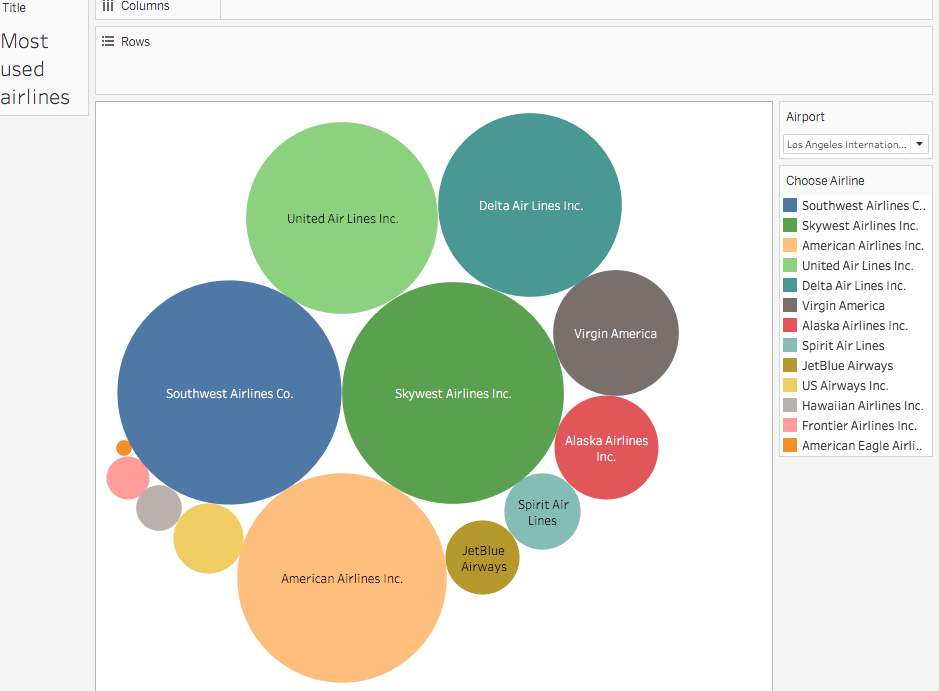 Title
Most
used
airlines
Columns
Rows
United Air Lines Inc.
Delta Air Lines Inc.
Virgin America
Southwest Airlines Co.
Skywest Airlines Inc.
Alaska Airlines
Inc.
Spirit Air
Lines
JetBlue
Airways
American Airlines Inc.
Airport
Los Angeles Internation...
Choose Airline
Southwest Airlines C..
Skywest Airlines Inc.
American Airlines Inc.
United Air Lines Inc.
Delta Air Lines Inc.
Virgin America
Alaska Airlines Inc.
Spirit Air Lines
JetBlue Airways
US Airways Inc.
Hawaiian Airlines Inc.
Frontier Airlines Inc.
American Eagle Airli..